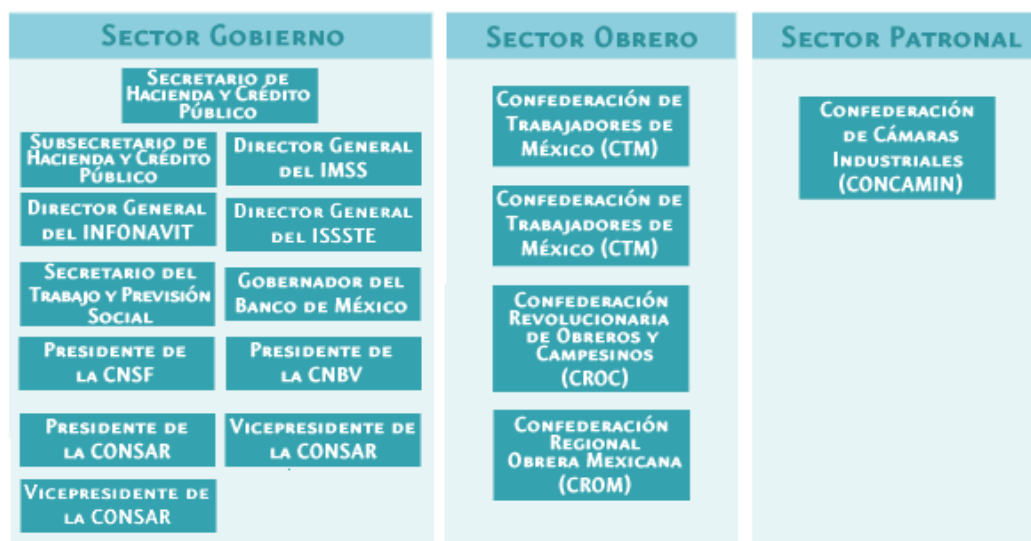 Sector Gobierno
Secretario de
Hacienda y Crédito
Público
Subsecretario de
Hacienda y Crédito
Público
Director General
del IMSS
Director General
del INFONAVIT
Director General
del ISSSTE
Secretario del
Trabajo y Previsión
Social
Gobernador del
Banco de México
Presidente de
la CNSF
Presidente de
la CNBV
Presidente de
la CONSAR
Vicepresidente de
la CONSAR
Vicepresidente de
la CONSAR
Sector Obrero
Confederación de
Trabajadores de
México (CTM)
Confederación de
Trabajadores de
México (CTM)
Confederación
Revolucionaria
de Obreros y
Campesinos
(CROC)
Confederación
Regional
Obrera Mexicana
(CROM)
Sector Patronal
Confederación
de Cámaras
Industriales
(CONCAMIN)